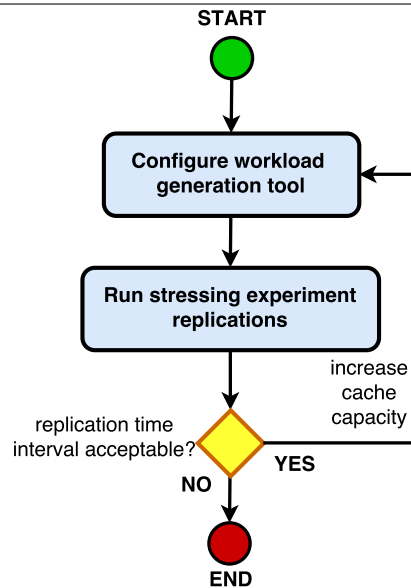 START
Configure workload
generation tool
Run stressing experiment
replications
increase
cache
capacity
replication time
interval acceptable?
YES
NO
END